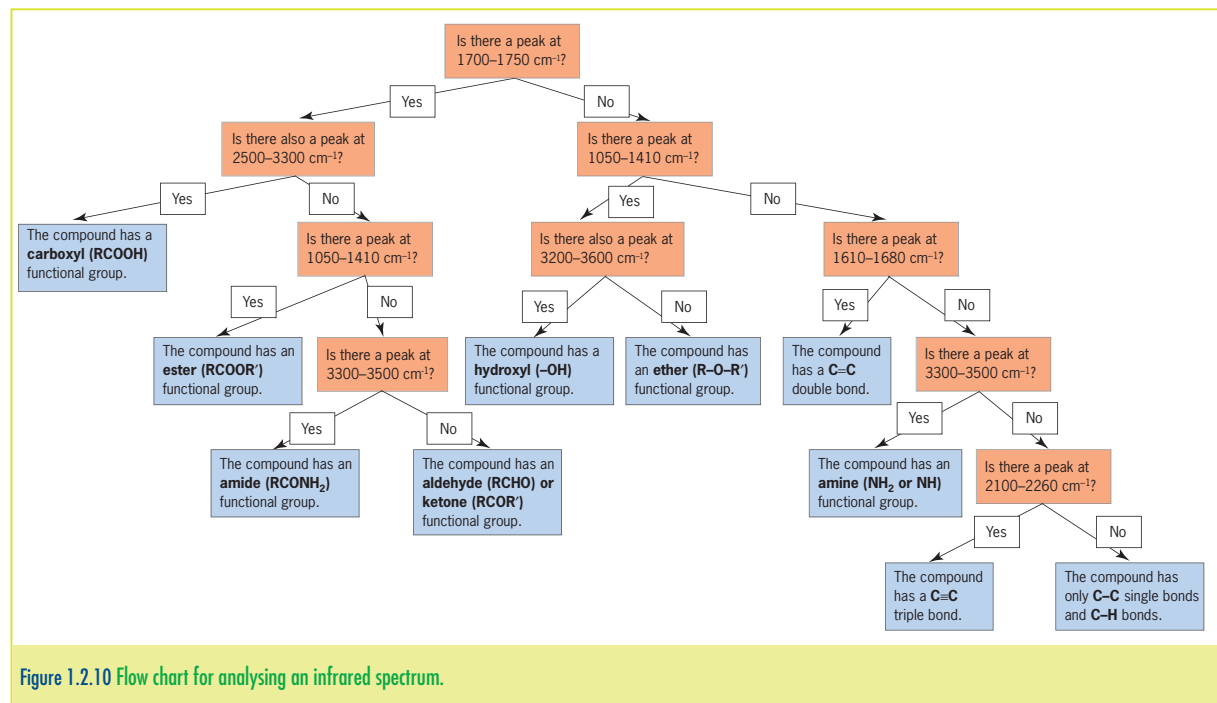 Is there a peak at
1700–1750 cm⁻¹?
Yes
No
Is there also a peak at
2500–3300 cm⁻¹?
Is there a peak at
1050–1410 cm⁻¹?
Yes
No
Yes
No
The compound has a
carboxyl (RCOOH)
functional group.
Is there a peak at
1050–1410 cm⁻¹?
Is there also a peak at
3200–3600 cm⁻¹?
Is there a peak at
1610–1680 cm⁻¹?
Yes
No
Yes
No
Yes
No
The compound has an
ester (RCOOR′)
functional group.
Is there a peak at
3300–3500 cm⁻¹?
The compound has a
hydroxyl (–OH)
functional group.
The compound has
an ether (R–O–R′)
functional group.
The compound
has a C=C
double bond.
Is there a peak at
3300–3500 cm⁻¹?
Yes
No
Yes
No
The compound has an
amide (RCONH₂)
functional group.
The compound has an
aldehyde (RCHO) or
ketone (RCOR′)
functional group.
The compound has an
amine (NH₂ or NH)
functional group.
Is there a peak at
2100–2260 cm⁻¹?
Yes
No
The compound
has a C≡C
triple bond.
The compound has
only C–C single bonds
and C–H bonds.
Figure 1.2.10 Flow chart for analysing an infrared spectrum.